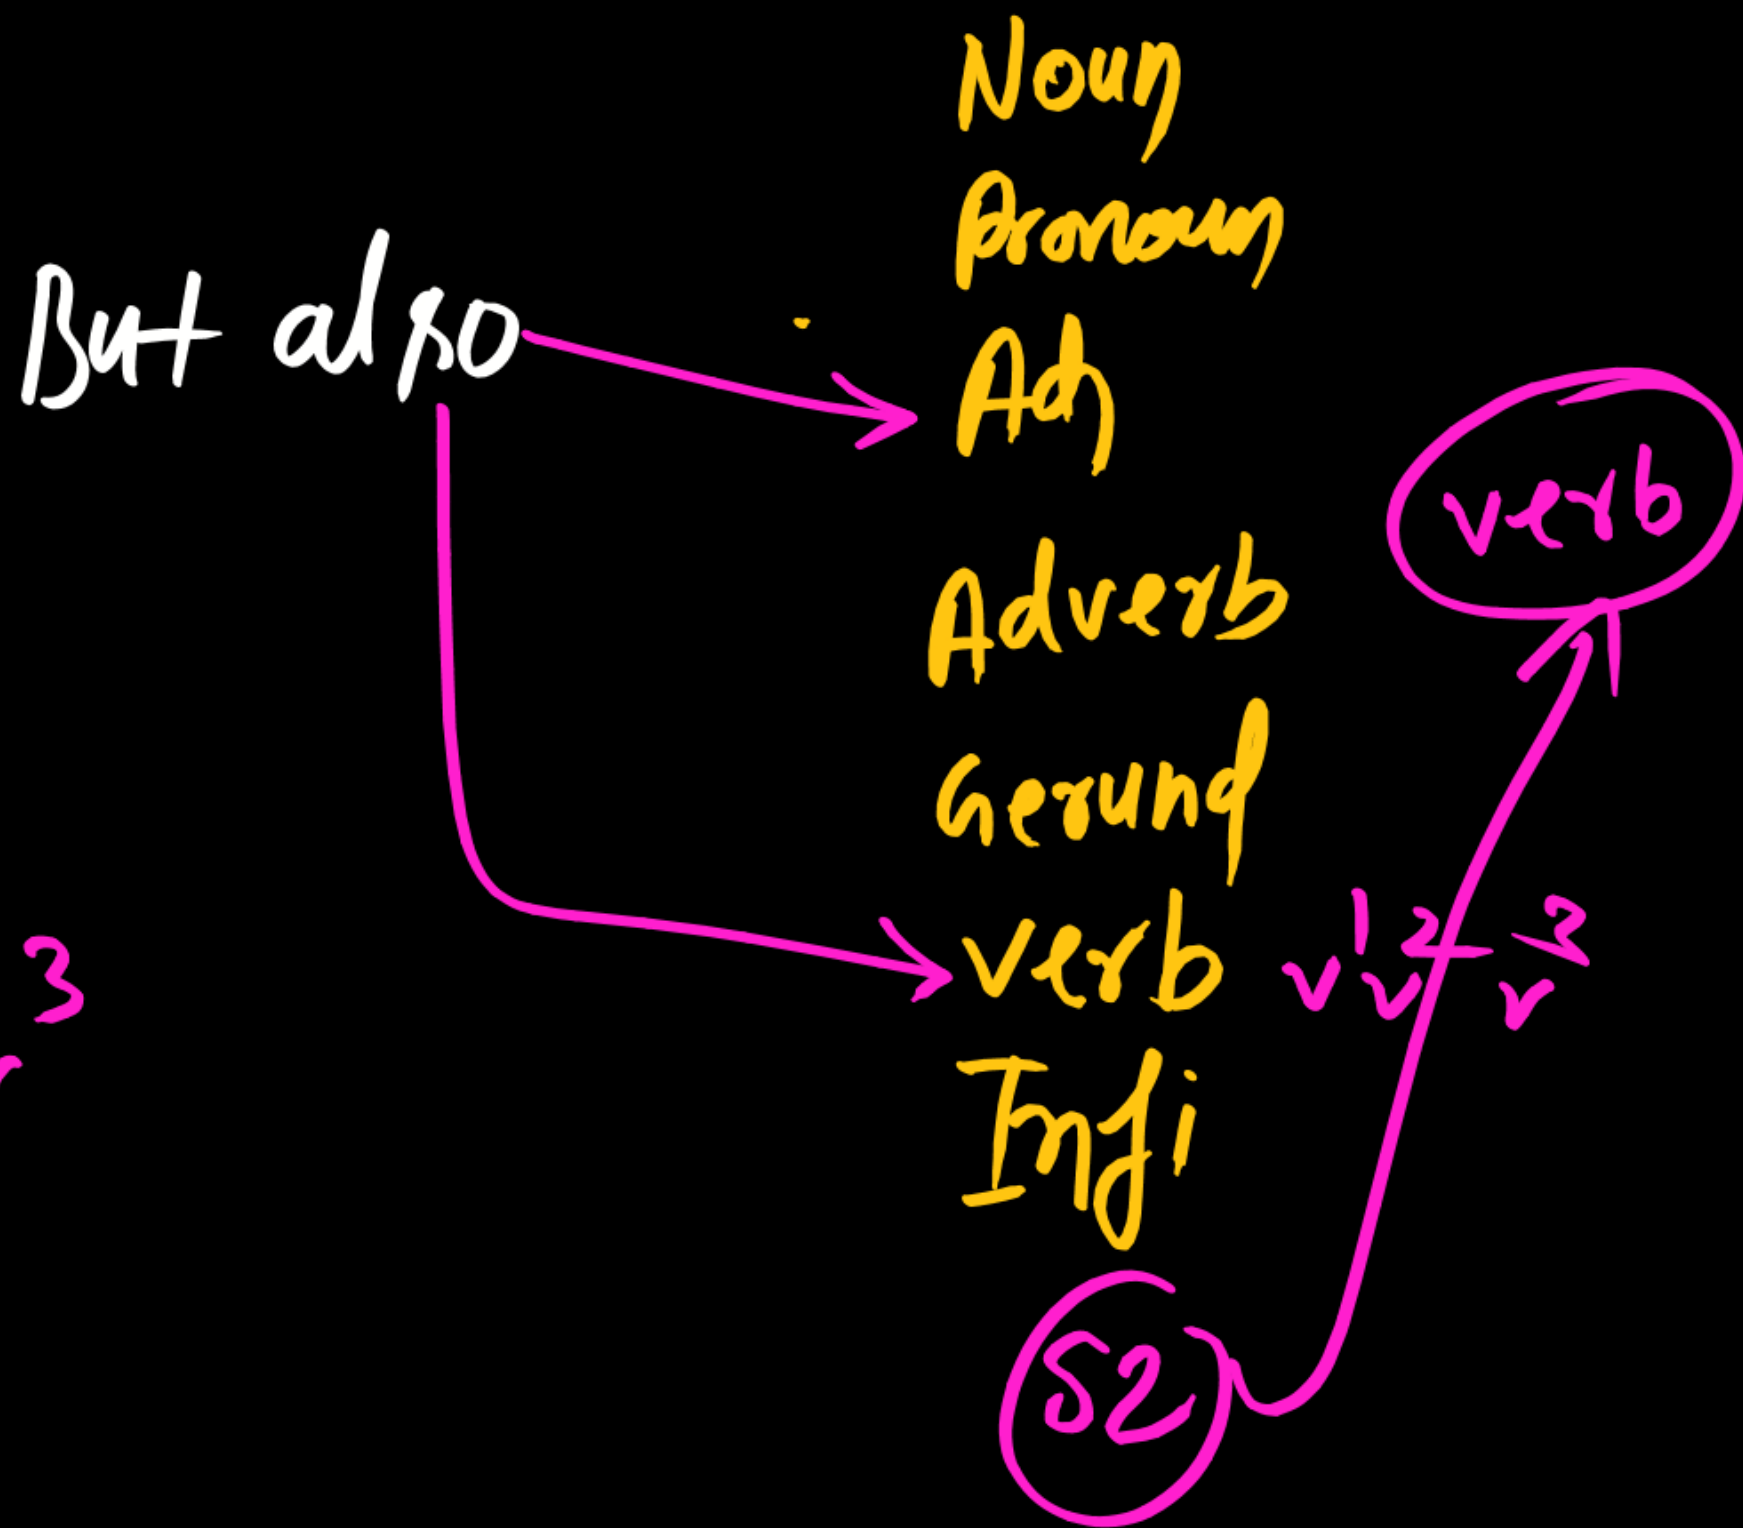 Noun
Pronoun
But also
Adj
verb
Adverb
Gerund
verb v1 v2 v3
3
Infi
S2